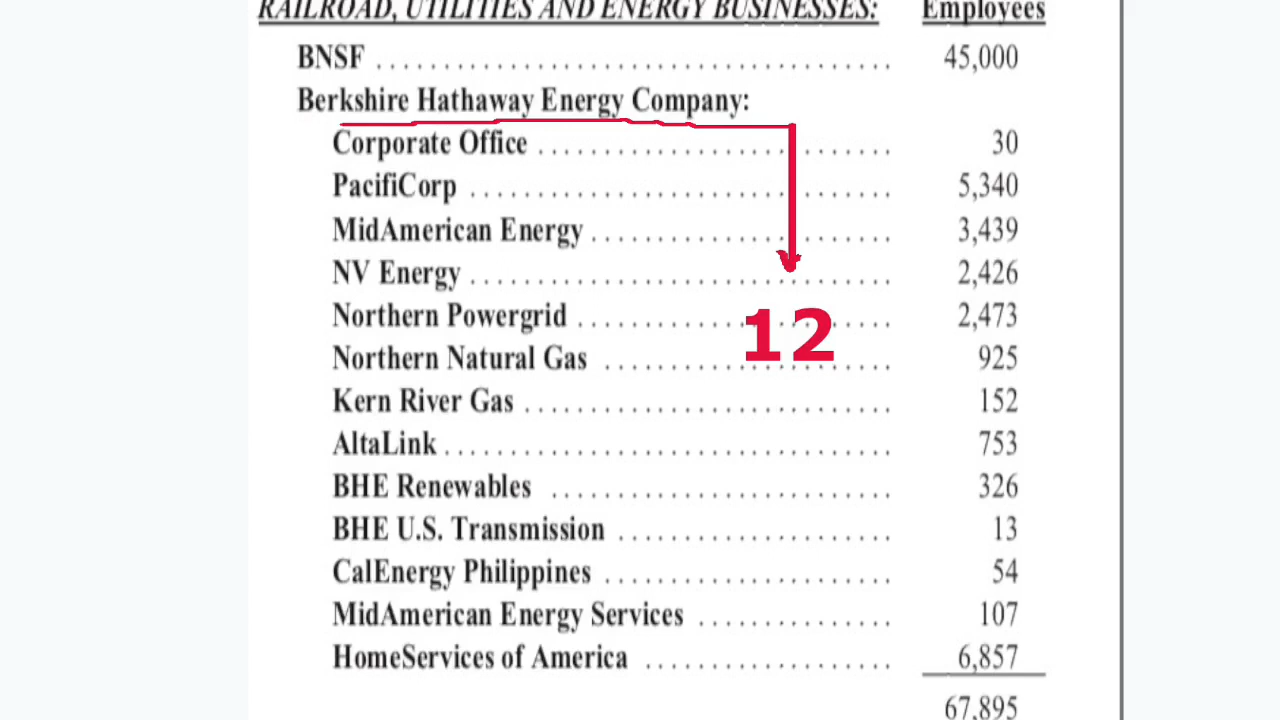 RAILROAD, UTILITIES AND ENERGY BUSINESSES: Employees
BNSF . . . . . . . . . . . . . . . . . . . . . . . . . . . . . . . . . . . . . . . 45,000
Berkshire Hathaway Energy Company:
Corporate Office . . . . . . . . . . . . . . . . . . . . . . . . . . . 30
PacifiCorp . . . . . . . . . . . . . . . . . . . . . . . . . . . . . . . . 5,340
MidAmerican Energy . . . . . . . . . . . . . . . . . . . . . . . 3,439
NV Energy . . . . . . . . . . . . . . . . . . . . . . . . . . . . . . . . 2,426
Northern Powergrid . . . . . . . . . . . . . . . . . . . . . . . . 2,473
12
Northern Natural Gas . . . . . . . . . . . . . . . . . . . . . . 925
Kern River Gas . . . . . . . . . . . . . . . . . . . . . . . . . . . . 152
AltaLink . . . . . . . . . . . . . . . . . . . . . . . . . . . . . . . . . . 753
BHE Renewables . . . . . . . . . . . . . . . . . . . . . . . . . . 326
BHE U.S. Transmission . . . . . . . . . . . . . . . . . . . . . 13
CalEnergy Philippines . . . . . . . . . . . . . . . . . . . . . . 54
MidAmerican Energy Services . . . . . . . . . . . . . . . 107
HomeServices of America . . . . . . . . . . . . . . . . . . . 6,857
67,895